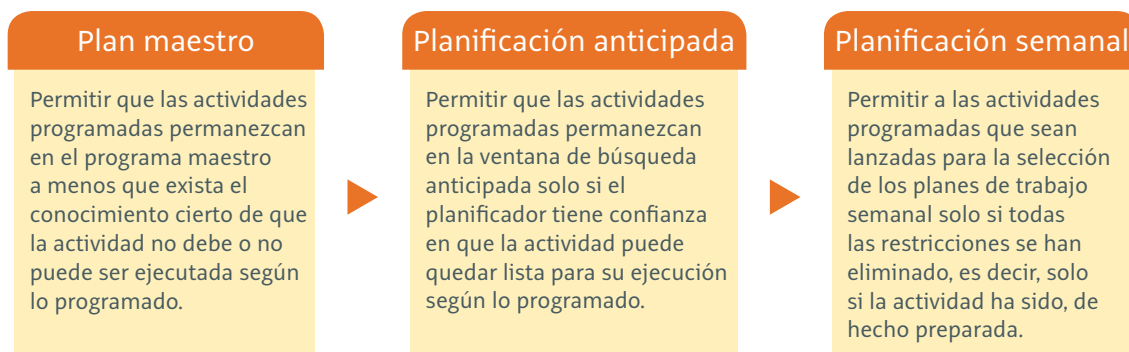 Plan maestro
Permitir que las actividades
programadas permanezcan
en el programa maestro
a menos que exista el
conocimiento cierto de que
la actividad no debe o no
puede ser ejecutada según
lo programado.
Planificación anticipada
Permitir que las actividades
programadas permanezcan
en la ventana de búsqueda
anticipada solo si el
planificador tiene confianza
en que la actividad puede
quedar lista para su ejecución
según lo programado.
Planificación semanal
Permitir a las actividades
programadas que sean
lanzadas para la selección
de los planes de trabajo
semanal solo si todas
las restricciones se han
eliminado, es decir, solo
si la actividad ha sido, de
hecho preparada.